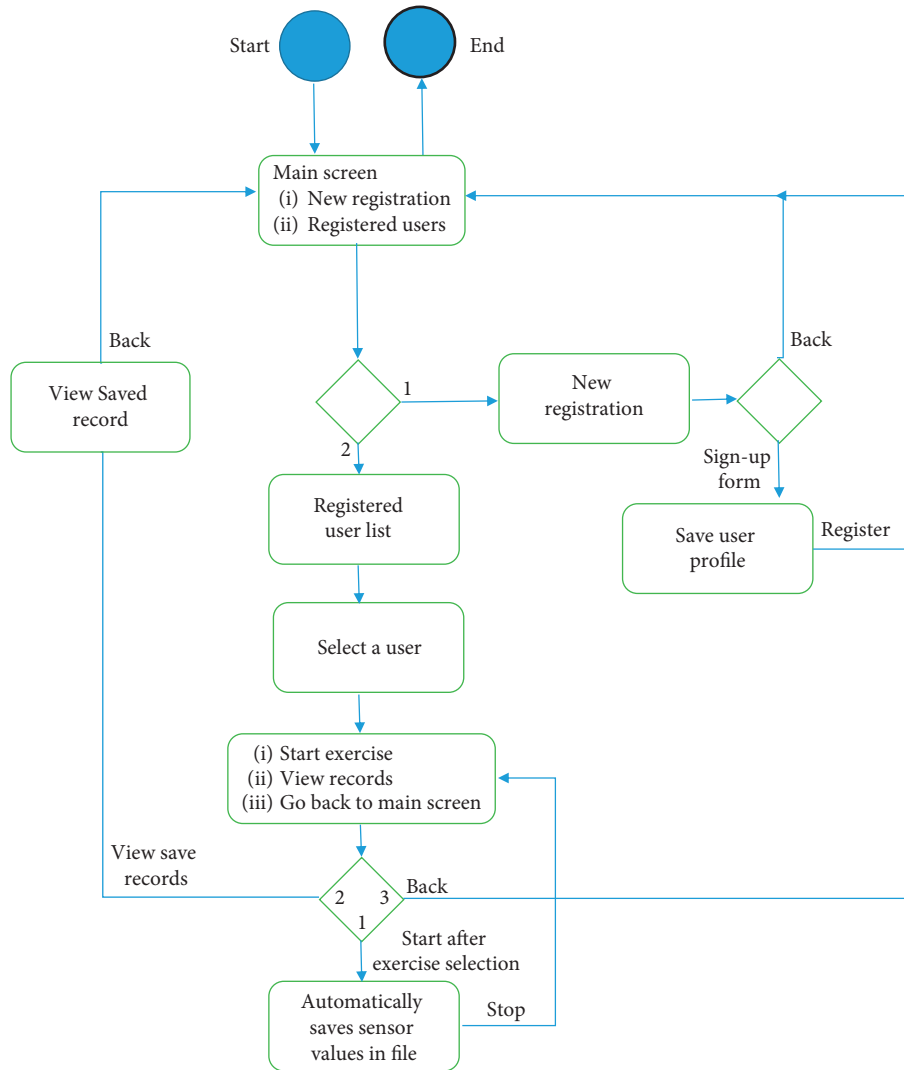 Start
End
Main screen
(i) New registration
(ii) Registered users
Back
View Saved
record
1
2
New
registration
Back
Sign-up
form
Registered
user list
Save user
profile
Register
Select a user
(i) Start exercise
(ii) View records
(iii) Go back to main screen
View save
records
2
3
1
Back
Start after
exercise selection
Automatically
saves sensor
values in file
Stop